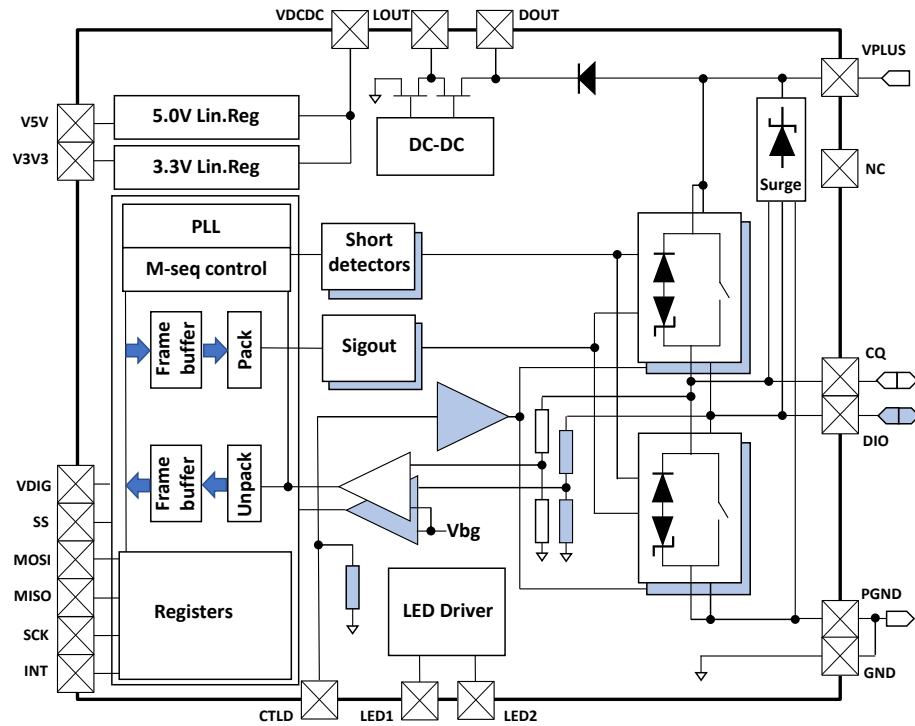 VDCDC
LOUT
DOUT
VPLUS
V5V
5.0V Lin.Reg
V3V3
3.3V Lin.Reg
DC-DC
NC
Surge
PLL
M-seq control
Short
detectors
Frame
buffer
Pack
Sigout
CQ
DIO
VDIG
SS
MOSI
MISO
SCK
INT
Frame
buffer
Unpack
Vbg
Registers
LED Driver
PGND
GND
CTLD
LED1
LED2